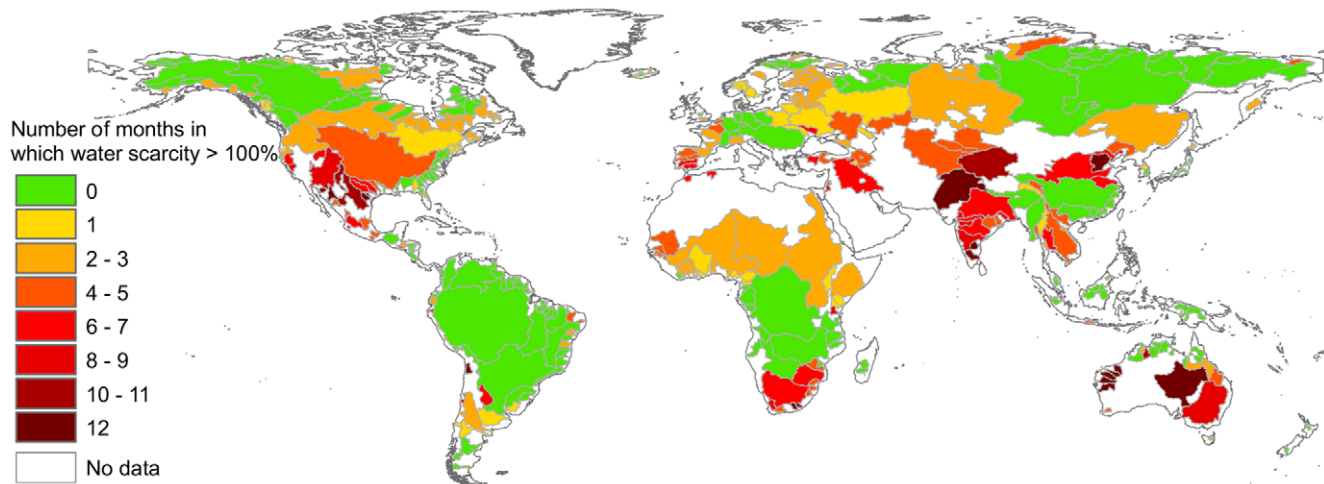 Number of months in
which water scarcity > 100%
0
1
2 - 3
4 - 5
6 - 7
8 - 9
10 - 11
12
No data